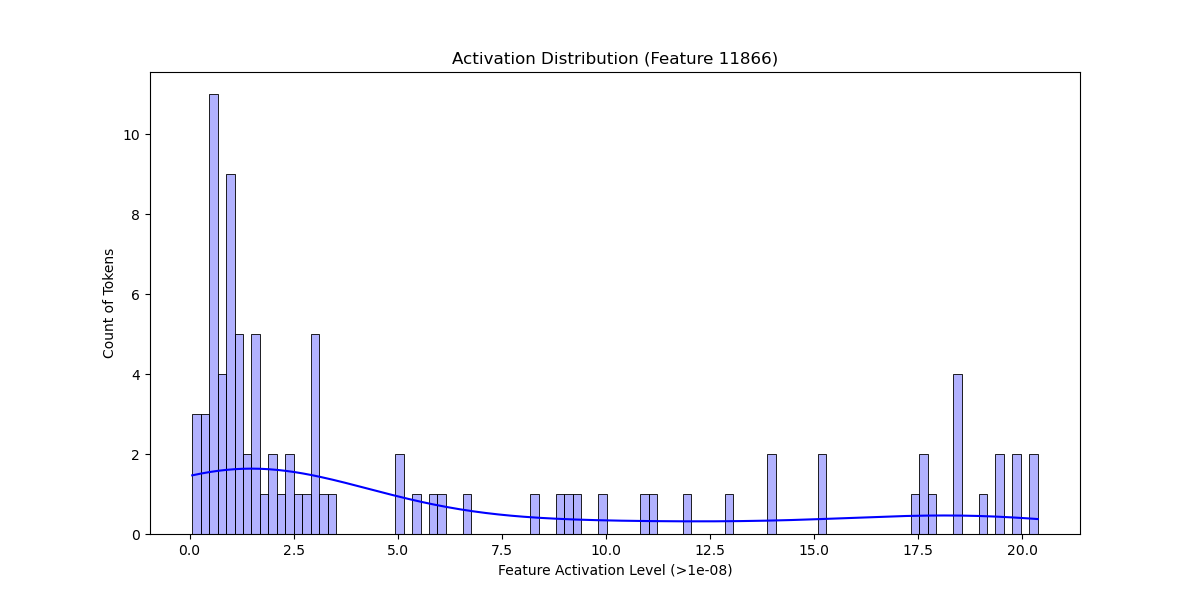 Activation Distribution (Feature 11866)
Count of Tokens
10
8
6
4
2
0
0.0 2.5 5.0 7.5 10.0 12.5 15.0 17.5 20.0
Feature Activation Level (>1e-08)